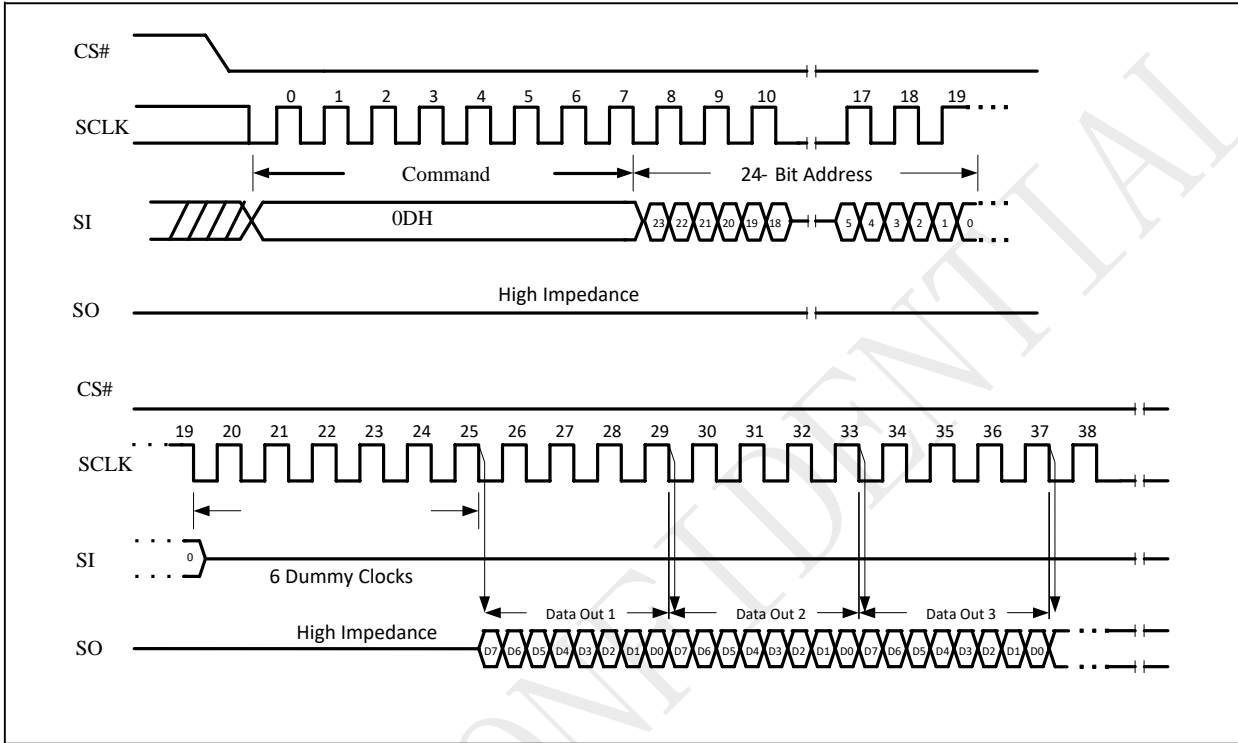 CS#
0 1 2 3 4 5 6 7 8 9 10 17 18 19
SCLK
Command 24- Bit Address
SI 0DH 23 22 21 20 19 18 5 4 3 2 1 0
High Impedance
SO
CS#
19 20 21 22 23 24 25 26 27 28 29 30 31 32 33 34 35 36 37 38
SCLK
SI 0
6 Dummy Clocks
Data Out 1 Data Out 2 Data Out 3
High Impedance
SO D7 D6 D5 D4 D3 D2 D1 D0 D7 D6 D5 D4 D3 D2 D1 D0 D7 D6 D5 D4 D3 D2 D1 D0
CONFIDENTIAL